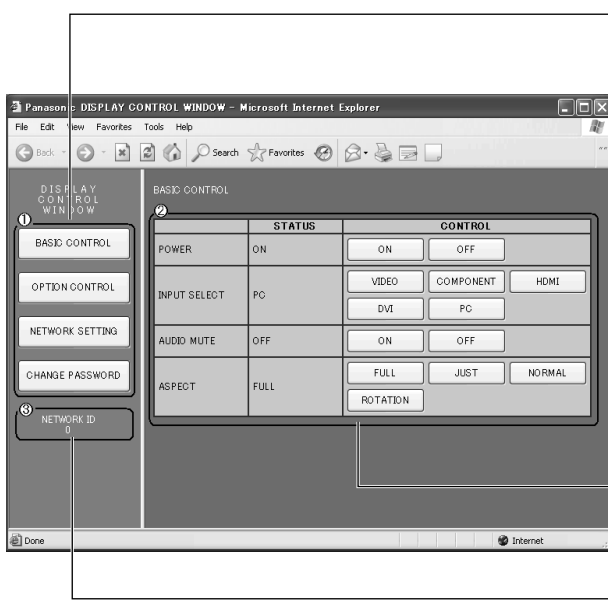 Panasonic DISPLAY CONTROL WINDOW - Microsoft Internet Explorer
File Edit View Favorites Tools Help
Back Search Favorites
DISPLAY
CONTROL
WINDOW
①
BASIC CONTROL
OPTION CONTROL
NETWORK SETTING
CHANGE PASSWORD
③
NETWORK ID
0
BASIC CONTROL
②
STATUS CONTROL
POWER ON ON OFF
INPUT SELECT PC VIDEO COMPONENT HDMI
DVI PC
AUDIO MUTE OFF ON OFF
ASPECT FULL FULL JUST NORMAL
ROTATION
Done Internet